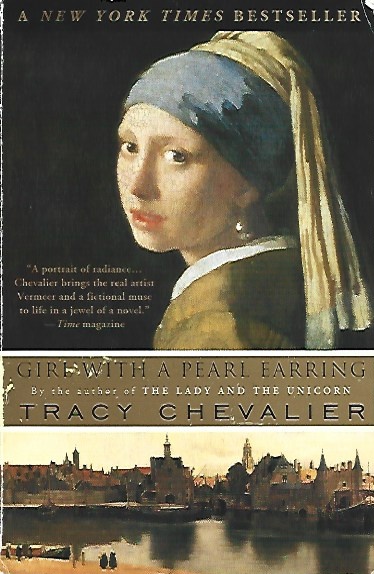 A NEW YORK TIMES BESTSELLER
"A portrait of radiance...
Chevalier brings the real artist
Vermeer and a fictional muse
to life in a jewel of a novel."
—Time magazine
GIRL WITH A PEARL EARRING
By the author of THE LADY AND THE UNICORN
TRACY CHEVALIER